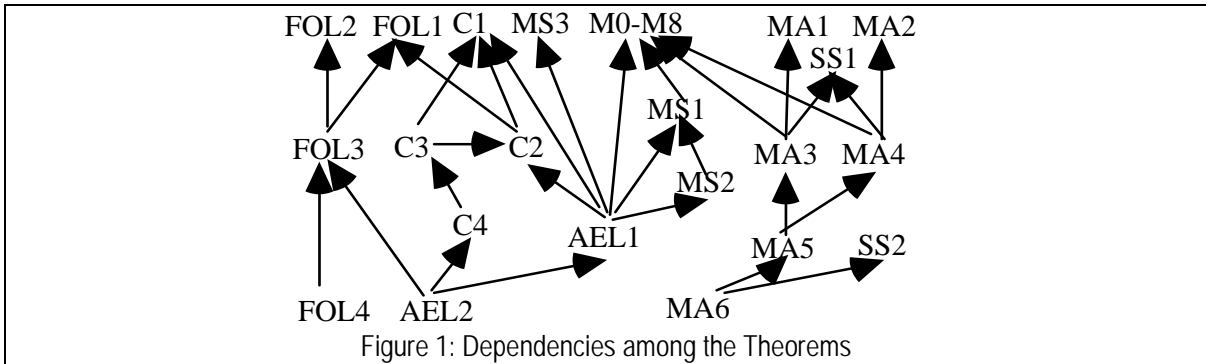 FOL2 FOL1 C1 MS3 M0-M8 MA1 MA2
SS1
MS1
FOL3 C3 C2 MA3 MA4
MS2
C4
AEL1 MA5 SS2
FOL4 AEL2 MA6
Figure 1: Dependencies among the Theorems